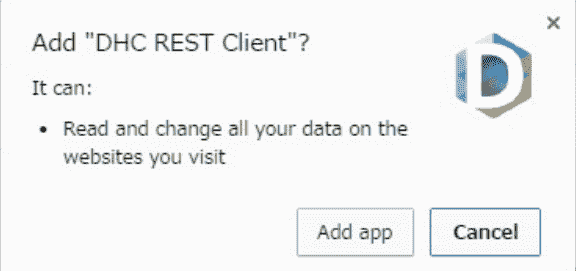 Add "DHC REST Client"?
It can:
• Read and change all your data on the
websites you visit
D
Add app
Cancel